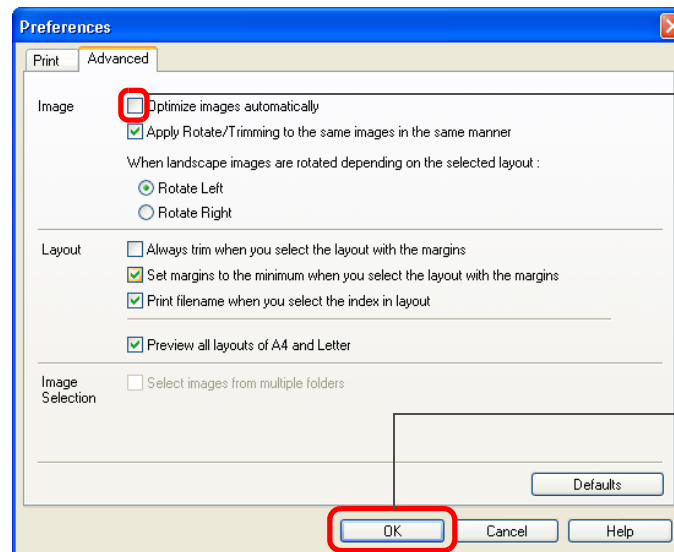 Preferences
Print Advanced
Image Optimize images automatically
Apply Rotate/Trimming to the same images in the same manner
When landscape images are rotated depending on the selected layout :
Rotate Left
Rotate Right
Layout Always trim when you select the layout with the margins
Set margins to the minimum when you select the layout with the margins
Print filename when you select the index in layout
Preview all layouts of A4 and Letter
Image Select images from multiple folders
Selection
Defaults
OK Cancel Help